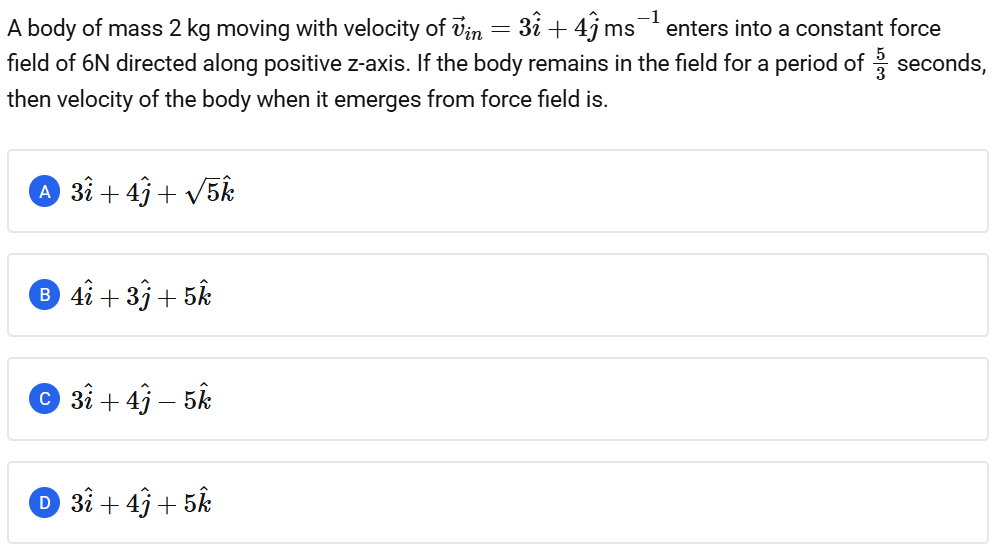 A body of mass 2 kg moving with velocity of $\vec{v}_{in} = 3\hat{i} + 4\hat{j}\,\mathrm{ms}^{-1}$ enters into a constant force
field of 6N directed along positive z-axis. If the body remains in the field for a period of $\frac{5}{3}$ seconds,
then velocity of the body when it emerges from force field is.
A $3\hat{i} + 4\hat{j} + \sqrt{5}\hat{k}$
B $4\hat{i} + 3\hat{j} + 5\hat{k}$
C $3\hat{i} + 4\hat{j} - 5\hat{k}$
D $3\hat{i} + 4\hat{j} + 5\hat{k}$